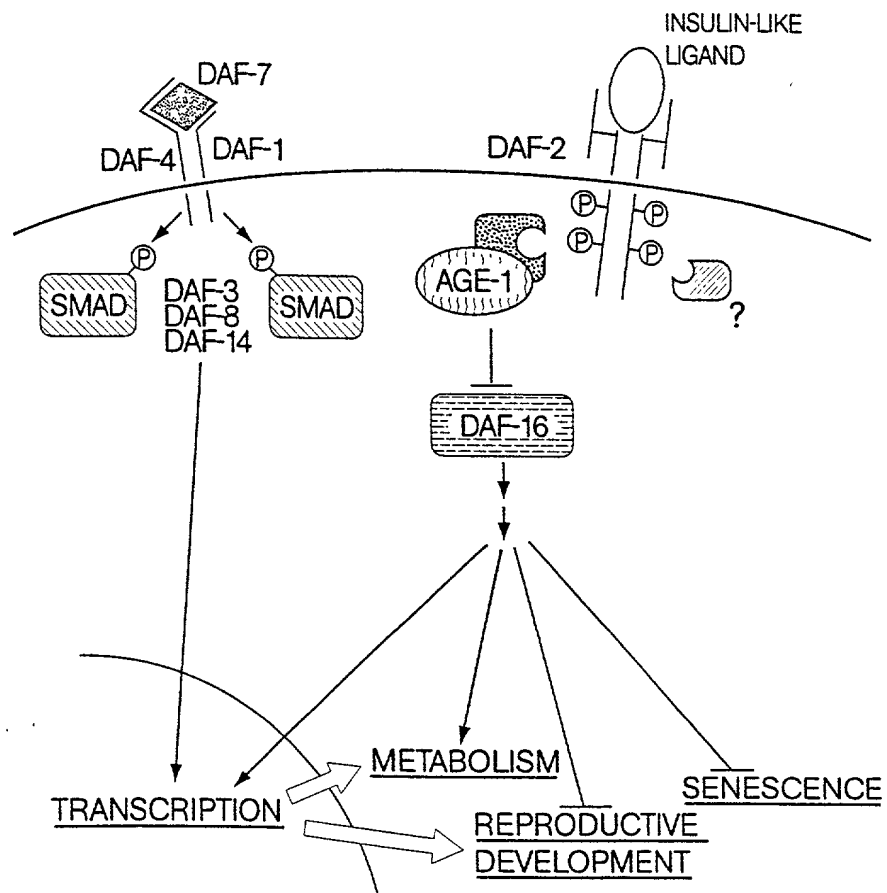 INSULIN-LIKE
LIGAND
DAF-7
DAF-4
DAF-1
DAF-2
P
P
P
P
P
P
SMAD
DAF-3
DAF-8
DAF-14
SMAD
AGE-1
?
DAF-16
METABOLISM
TRANSCRIPTION
SENESCENCE
REPRODUCTIVE
DEVELOPMENT